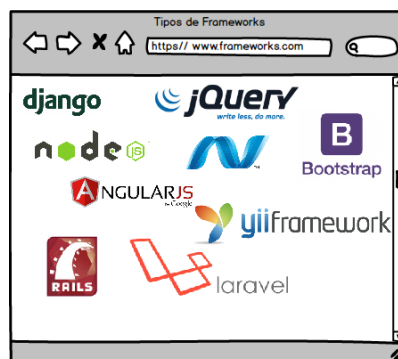 Tipos de Frameworks
https// www.frameworks.com
django
jQuery
write less, do more.
node
JS
B
Bootstrap
ANGULARJS
by Google
yiiframework
RAILS
laravel